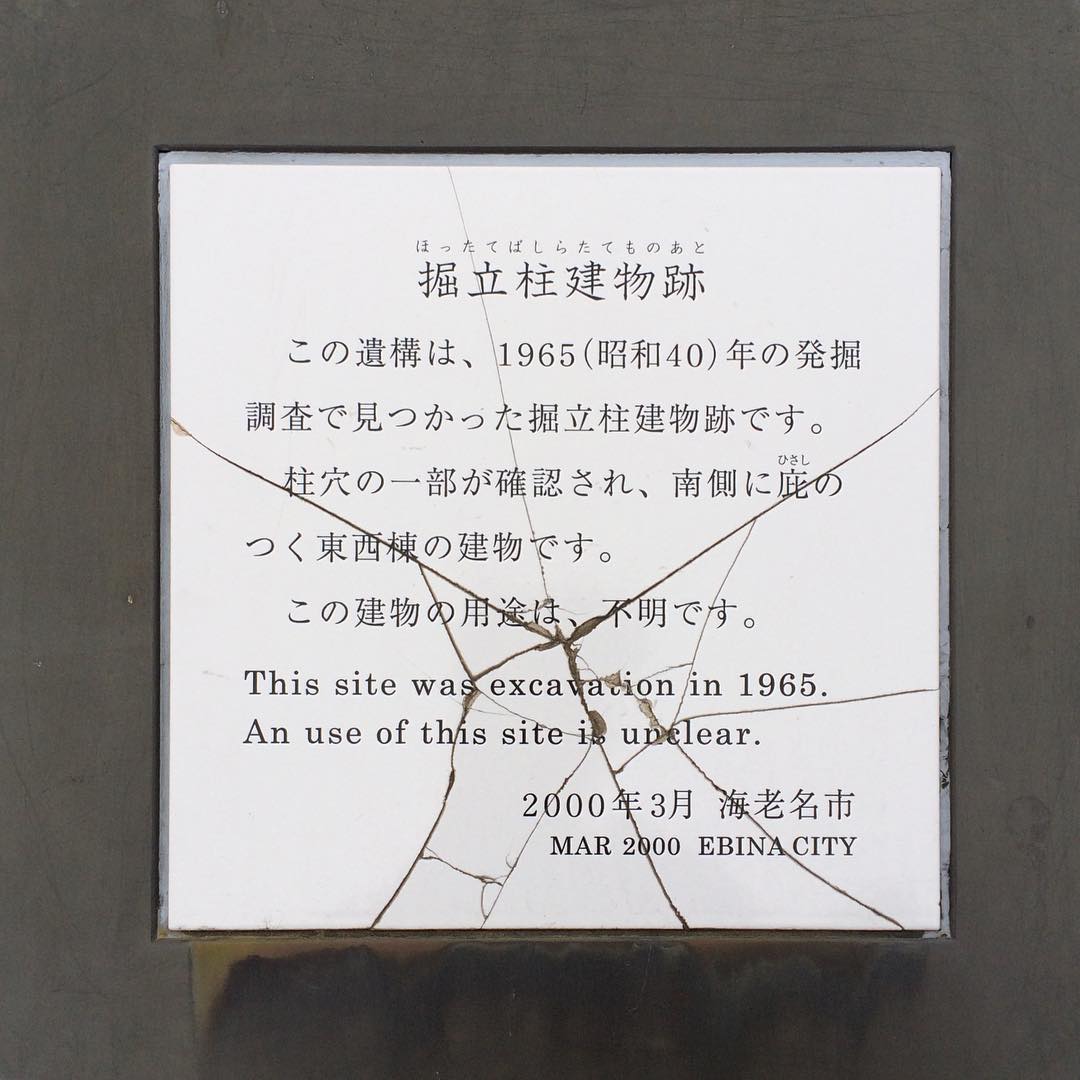 ほったてばしらたてものあと
掘立柱建物跡
この遺構は、1965(昭和40)年の発掘
調査で見つかった掘立柱建物跡です。
ひさし
柱穴の一部が確認され、南側に庇の
つく東西棟の建物です。
この建物の用途は、不明です。
This site was excavation in 1965.
An use of this site is unclear.
2000年3月 海老名市
MAR 2000 EBINA CITY